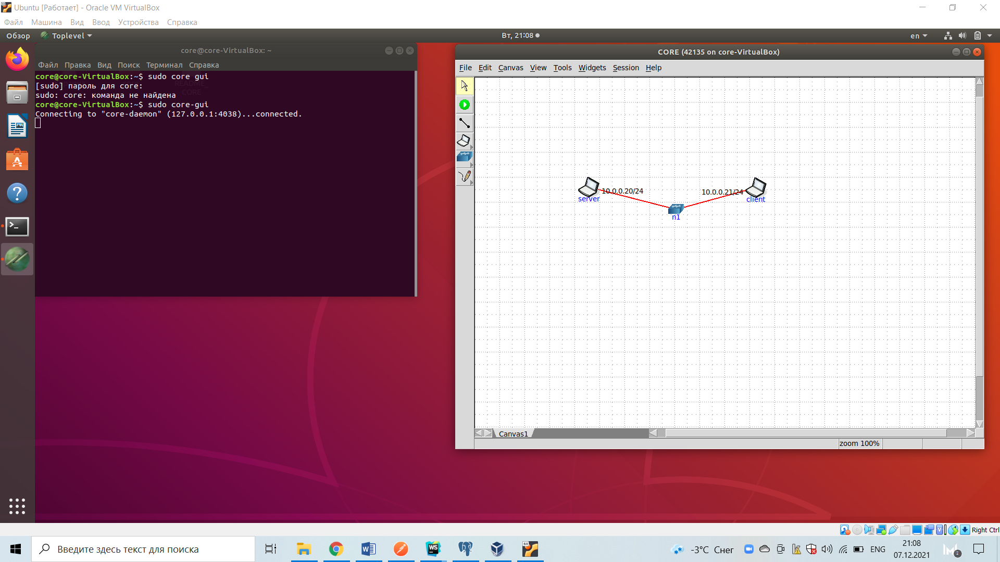 Ubuntu [Работает] - Oracle VM VirtualBox
Файл Машина Вид Ввод Устройства Справка
Обзор Toplevel Вт, 21:08 en
core@core-VirtualBox: ~
Файл Правка Вид Поиск Терминал Справка
core@core-VirtualBox:~$ sudo core gui
[sudo] пароль для core:
sudo: core: команда не найдена
core@core-VirtualBox:~$ sudo core-gui
Connecting to "core-daemon" (127.0.0.1:4038)...connected.
README
CORE
CORE (42135 on core-VirtualBox)
File Edit Canvas View Tools Widgets Session Help
10.0.0.20/24
server
10.0.0.21/24
client
n1
Canvas1
zoom 100%
Right Ctrl
Введите здесь текст для поиска
W
WS
64
-3°C Снег
ENG
21:08
07.12.2021
3